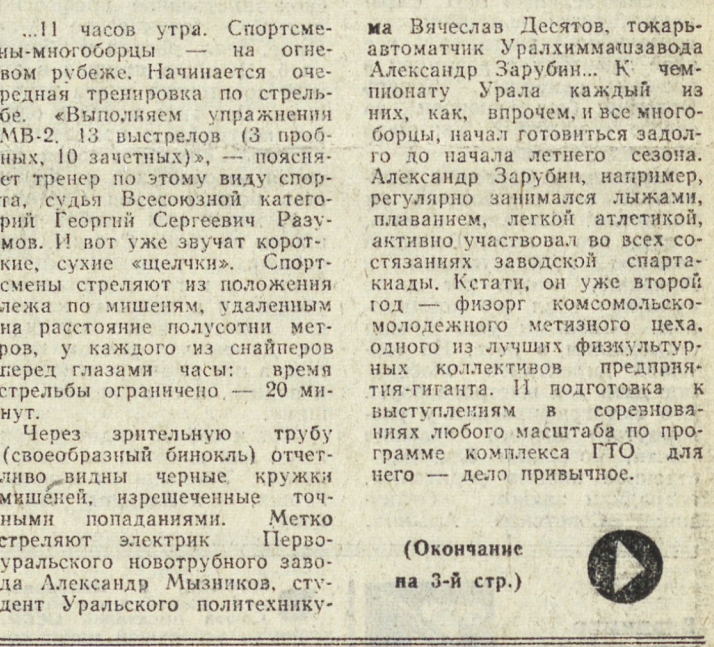 ...11 часов утра. Спортсме-
ны-многоборцы — на огне-
вом рубеже. Начинается оче-
редная тренировка по стрель-
бе. «Выполняем упражнения
МВ-2, 13 выстрелов (3 проб-
ных, 10 зачетных)», — поясня-
ет тренер по этому виду спор-
та, судья Всесоюзной катего-
рии Георгий Сергеевич Разу-
мов. И вот уже звучат корот-
кие, сухие «щелчки». Спорт-
смены стреляют из положения
лежа по мишеням, удаленным
на расстояние полусотни мет-
ров, у каждого из снайперов
перед глазами часы: время
стрельбы ограничено — 20 ми-
нут.
Через зрительную трубу
(своеобразный бинокль) отчет-
ливо видны черные кружки
мишеней, изрешеченные точ-
ными попаданиями. Метко
стреляют электрик Перво-
уральского новотрубного заво-
да Александр Мызников, сту-
дент Уральского политехнику-
ма Вячеслав Десятов, токарь-
автоматчик Уралхиммашзавода
Александр Зарубин... К чем-
пионату Урала каждый из
них, как, впрочем, и все много-
борцы, начал готовиться задол-
го до начала летнего сезона.
Александр Зарубин, например,
регулярно занимался лыжами,
плаванием, легкой атлетикой,
активно участвовал во всех со-
стязаниях заводской спарта-
киады. Кстати, он уже второй
год — физорг комсомольско-
молодежного метизного цеха,
одного из лучших физкультур-
ных коллективов предприя-
тия-гиганта. И подготовка к
выступлениям в соревнова-
ниях любого масштаба по про-
грамме комплекса ГТО для
него — дело привычное.
(Окончание
на 3-й стр.)